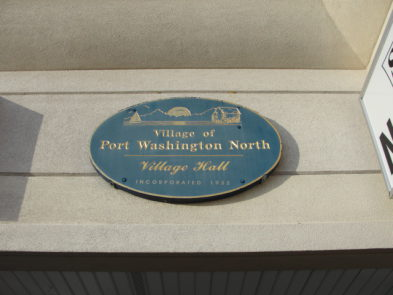 Village of
Port Washington North
Village Hall
INCORPORATED 1932